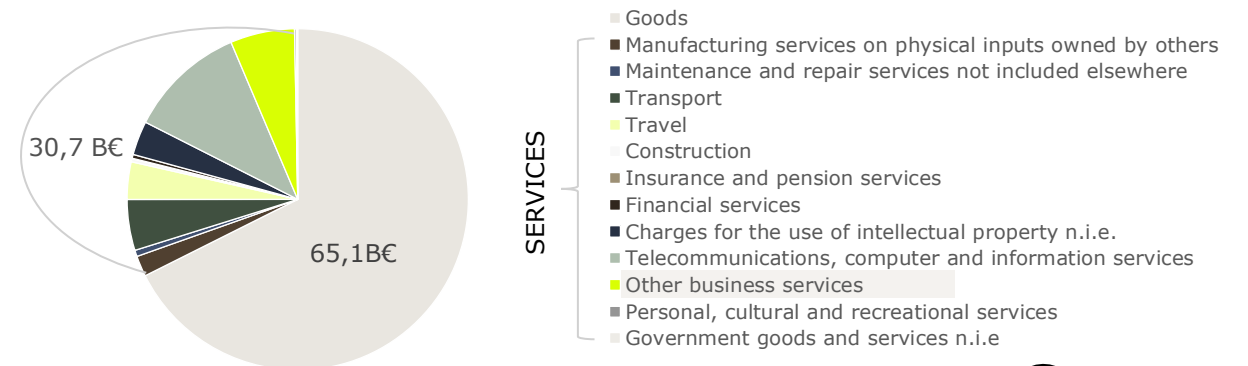 30,7 B€
65,1B€
SERVICES
Goods
Manufacturing services on physical inputs owned by others
Maintenance and repair services not included elsewhere
Transport
Travel
Construction
Insurance and pension services
Financial services
Charges for the use of intellectual property n.i.e.
Telecommunications, computer and information services
Other business services
Personal, cultural and recreational services
Government goods and services n.i.e